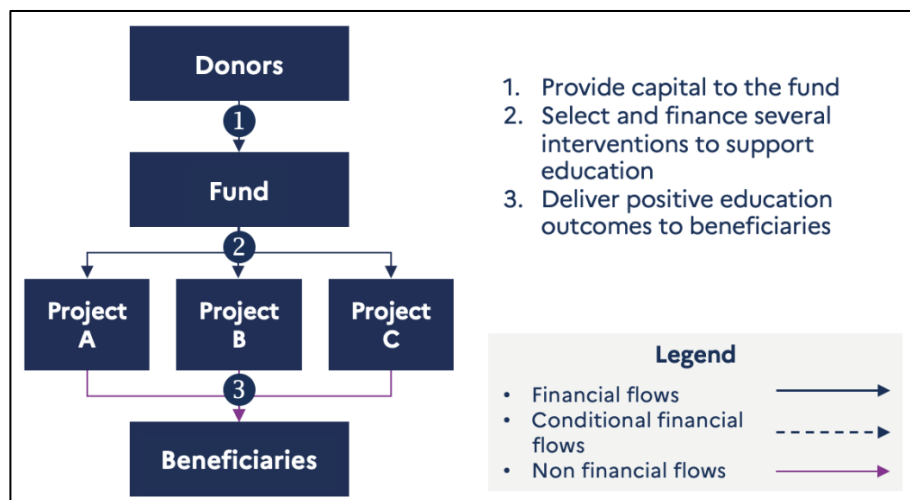 Donors
1
Fund
2
Project
A
Project
B
Project
C
3
Beneficiaries
1. Provide capital to the fund
2. Select and finance several
interventions to support
education
3. Deliver positive education
outcomes to beneficiaries
Legend
• Financial flows
• Conditional financial
flows
• Non financial flows